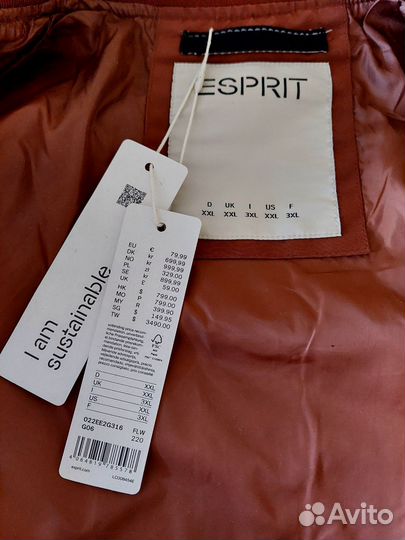 ESPRIT
D UK I US F
XXL XXL 3XL XXL 3XL
I am
sustainable
EU € 79.99
DK kr 699,99
NO kr 999,99
PL zł 329.00
SE kr 899,99
UK £ 59.00
HK $ 799.00
MO P 799.00
MY R 399.90
SG $ 149.95
TW $ 3490.00
FSC
D XXL
UK XXL
I 3XL
US XXL
F 3XL
022EE2G316 FLW
G06 220
esprit.com
Avito